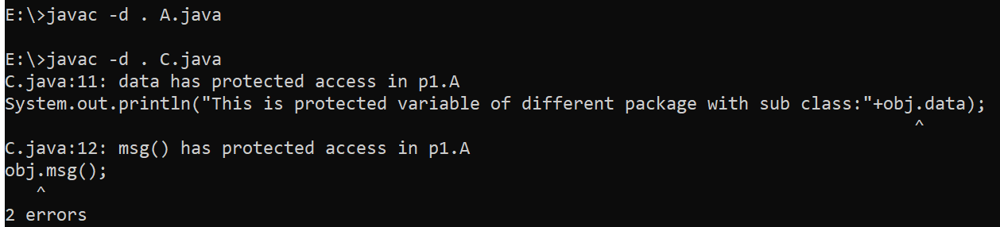 E:\>javac -d . A.java
E:\>javac -d . C.java
C.java:11: data has protected access in p1.A
System.out.println("This is protected variable of different package with sub class:"+obj.data);
^
C.java:12: msg() has protected access in p1.A
obj.msg();
^
2 errors